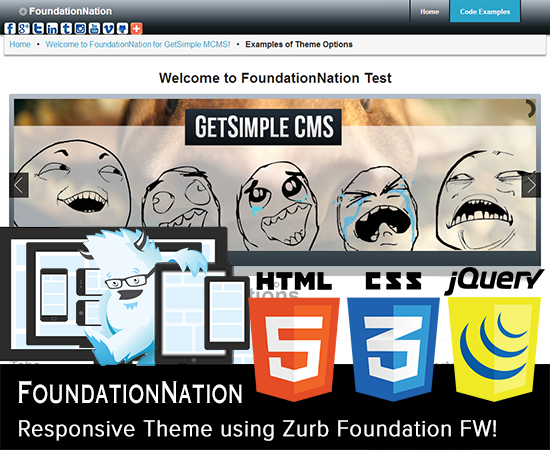 FoundationNation
Home
Code Examples
Home • Welcome to FoundationNation for GetSimple MCMS! • Examples of Theme Options
Welcome to FoundationNation Test
GETSIMPLE CMS
HTML CSS jQuery
5 3
FOUNDATIONNATION
Responsive Theme using Zurb Foundation FW!